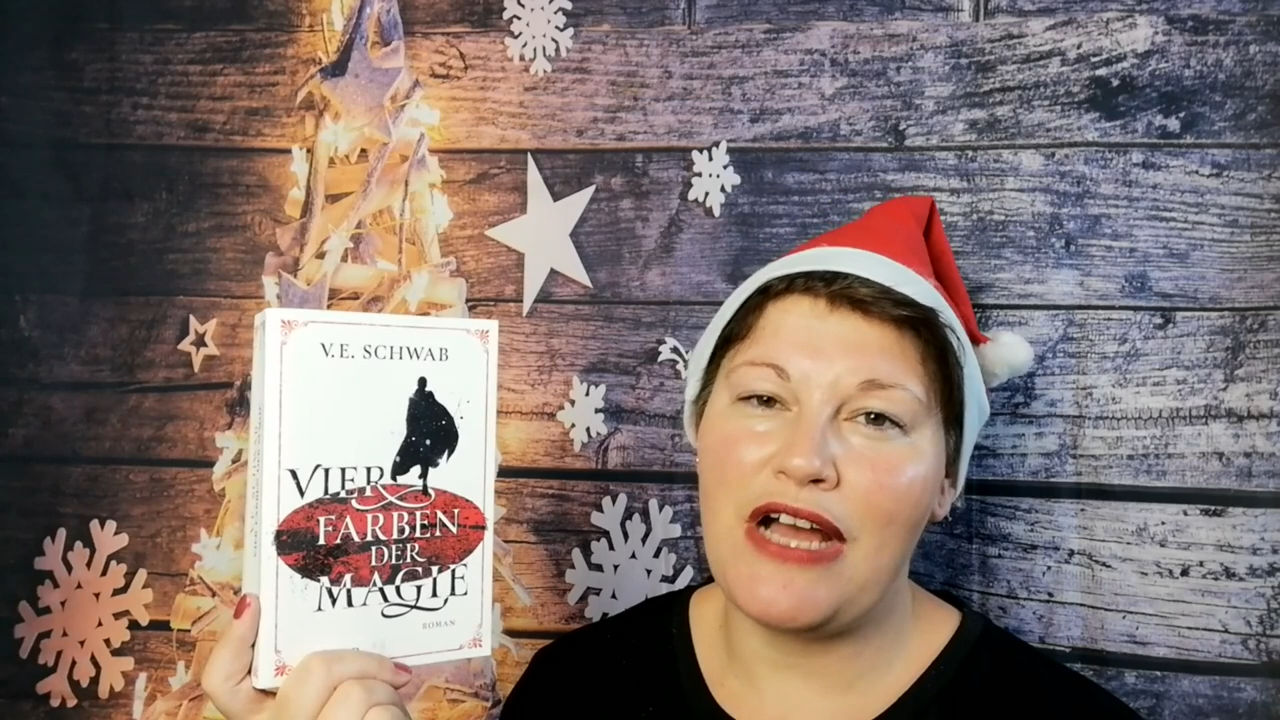 V.E. SCHWAB
VIER
FARBEN
DER
MAGIE
ROMAN